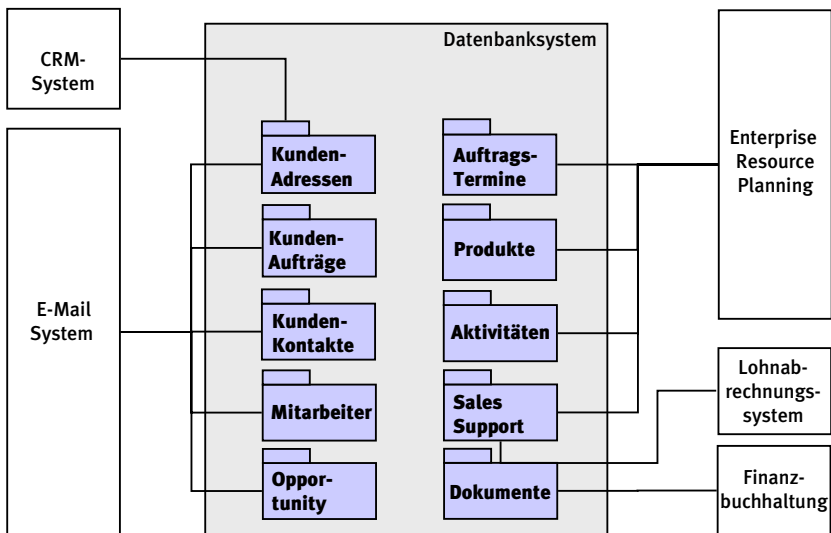 CRM-
System
E-Mail
System
Datenbanksystem
Kunden-
Adressen
Kunden-
Aufträge
Kunden-
Kontakte
Mitarbeiter
Oppor-
tunity
Auftrags-
Termine
Produkte
Aktivitäten
Sales
Support
Dokumente
Enterprise
Resource
Planning
Lohnab-
rechnungs-
system
Finanz-
buchhaltung